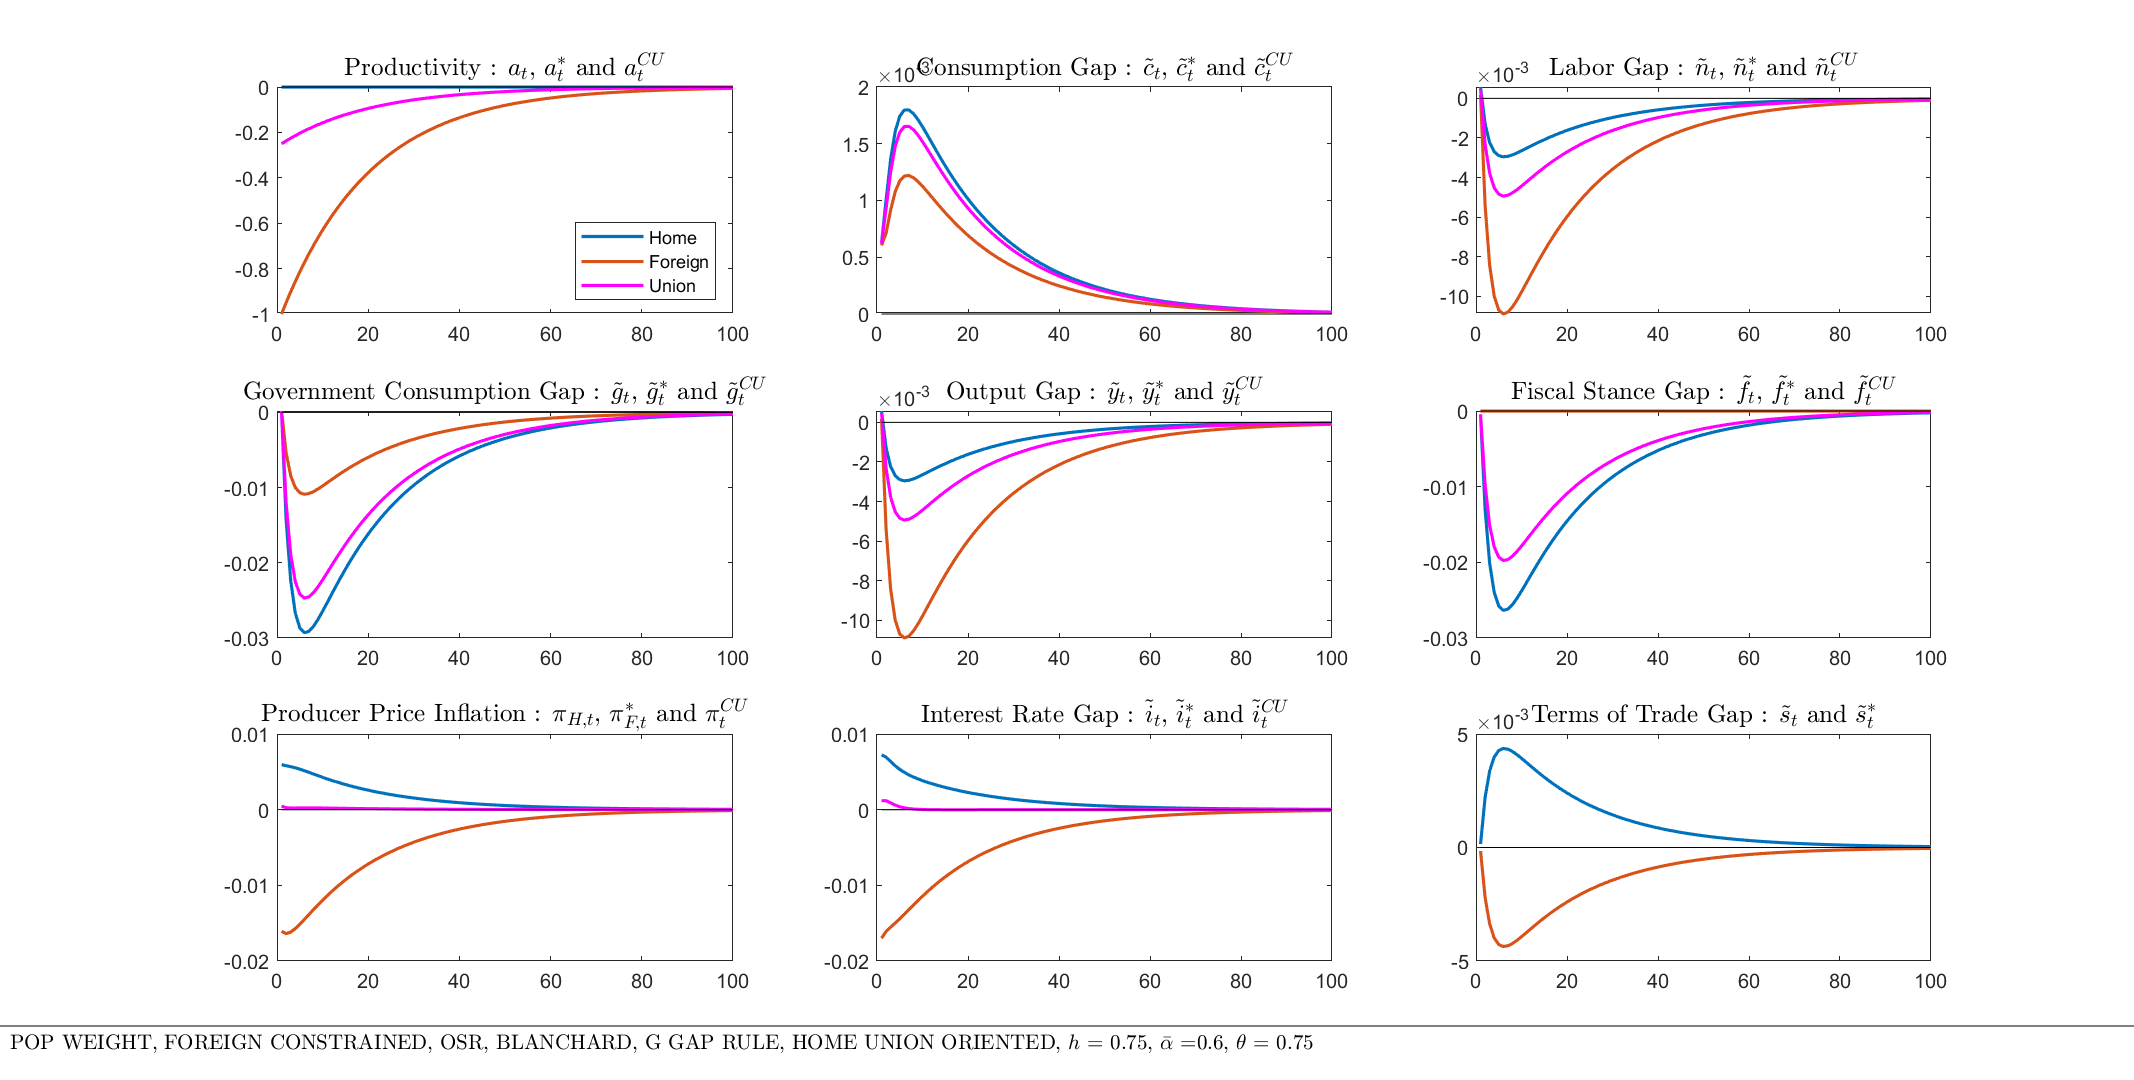 Productivity : a_t, a_t^* and a_t^{CU}
0
-0.2
-0.4
-0.6
-0.8
-1
0 20 40 60 80 100
Home
Foreign
Union
×10^{-3}
Consumption Gap : c̃_t, c̃_t^* and c̃_t^{CU}
2
1.5
1
0.5
0
0 20 40 60 80 100
×10^{-3}
Labor Gap : ñ_t, ñ_t^* and ñ_t^{CU}
0
-2
-4
-6
-8
-10
0 20 40 60 80 100
Government Consumption Gap : g̃_t, g̃_t^* and g̃_t^{CU}
0
-0.01
-0.02
-0.03
0 20 40 60 80 100
×10^{-3}
Output Gap : ỹ_t, ỹ_t^* and ỹ_t^{CU}
0
-2
-4
-6
-8
-10
0 20 40 60 80 100
Fiscal Stance Gap : f̃_t, f̃_t^* and f̃_t^{CU}
0
-0.01
-0.02
-0.03
0 20 40 60 80 100
Producer Price Inflation : π_{H,t}, π_{F,t}^* and π_t^{CU}
0.01
0
-0.01
-0.02
0 20 40 60 80 100
Interest Rate Gap : ĩ_t, ĩ_t^* and ĩ_t^{CU}
0.01
0
-0.01
-0.02
0 20 40 60 80 100
×10^{-3}
Terms of Trade Gap : s̃_t and s̃_t^*
5
0
-5
0 20 40 60 80 100
POP WEIGHT, FOREIGN CONSTRAINED, OSR, BLANCHARD, G GAP RULE, HOME UNION ORIENTED, h = 0.75, ᾱ =0.6, θ = 0.75